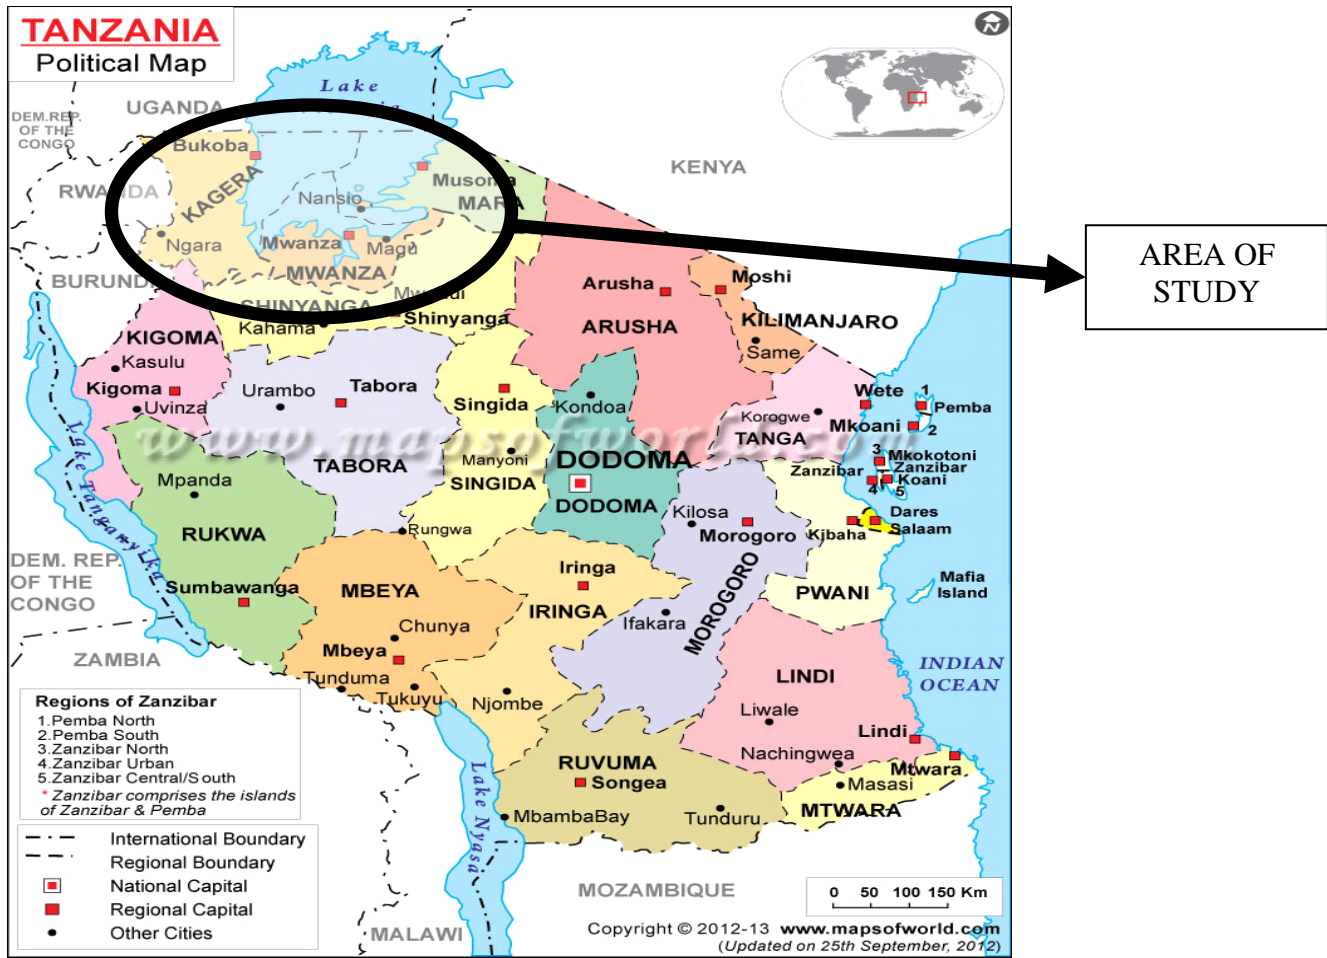 TANZANIA
Political Map
N
Lake
UGANDA
DEM.REP.
OF THE
CONGO
Bukoba
KENYA
RWANDA
KAGERA
Musoma
MARA
Nansio
Ngara
Mwanza
Magu
MWANZA
BURUNDI
AREA OF
STUDY
Arusha
Moshi
SHINYANGA
Shinyanga
Kahama
ARUSHA
KILIMANJARO
KIGOMA
Same
Kasulu
Kigoma
Uvinza
Urambo
Tabora
Singida
Kondoa
Wete
1
Pemba
Korogwe
Mkoani
2
TANGA
www.mapsofworld.com
Lake Tanganyika
TABORA
Manyoni
SINGIDA
DODOMA
DODOMA
3
Mkokotoni
Zanzibar
Zanzibar
Koani
4
5
Mpanda
RUKWA
Rungwa
Kilosa
Morogoro
Kibaha
Dares
Salaam
DEM. REP.
OF THE
CONGO
Sumbawanga
MBEYA
Iringa
IRINGA
MOROGORO
PWANI
Mafia
Island
Ifakara
Chunya
Mbeya
ZAMBIA
Tunduma
Tukuyu
Njombe
LINDI
Liwale
INDIAN
OCEAN
Lindi
Nachingwea
Mtwara
Masasi
MTWARA
RUVUMA
Songea
MbambaBay
Tunduru
Lake Nyasa
Regions of Zanzibar
1.Pemba North
2.Pemba South
3.Zanzibar North
4.Zanzibar Urban
5.Zanzibar Central/South
* Zanzibar comprises the islands
of Zanzibar & Pemba
International Boundary
Regional Boundary
National Capital
Regional Capital
Other Cities
MALAWI
MOZAMBIQUE
0 50 100 150 Km
Copyright © 2012-13 www.mapsofworld.com
(Updated on 25th September, 2012)